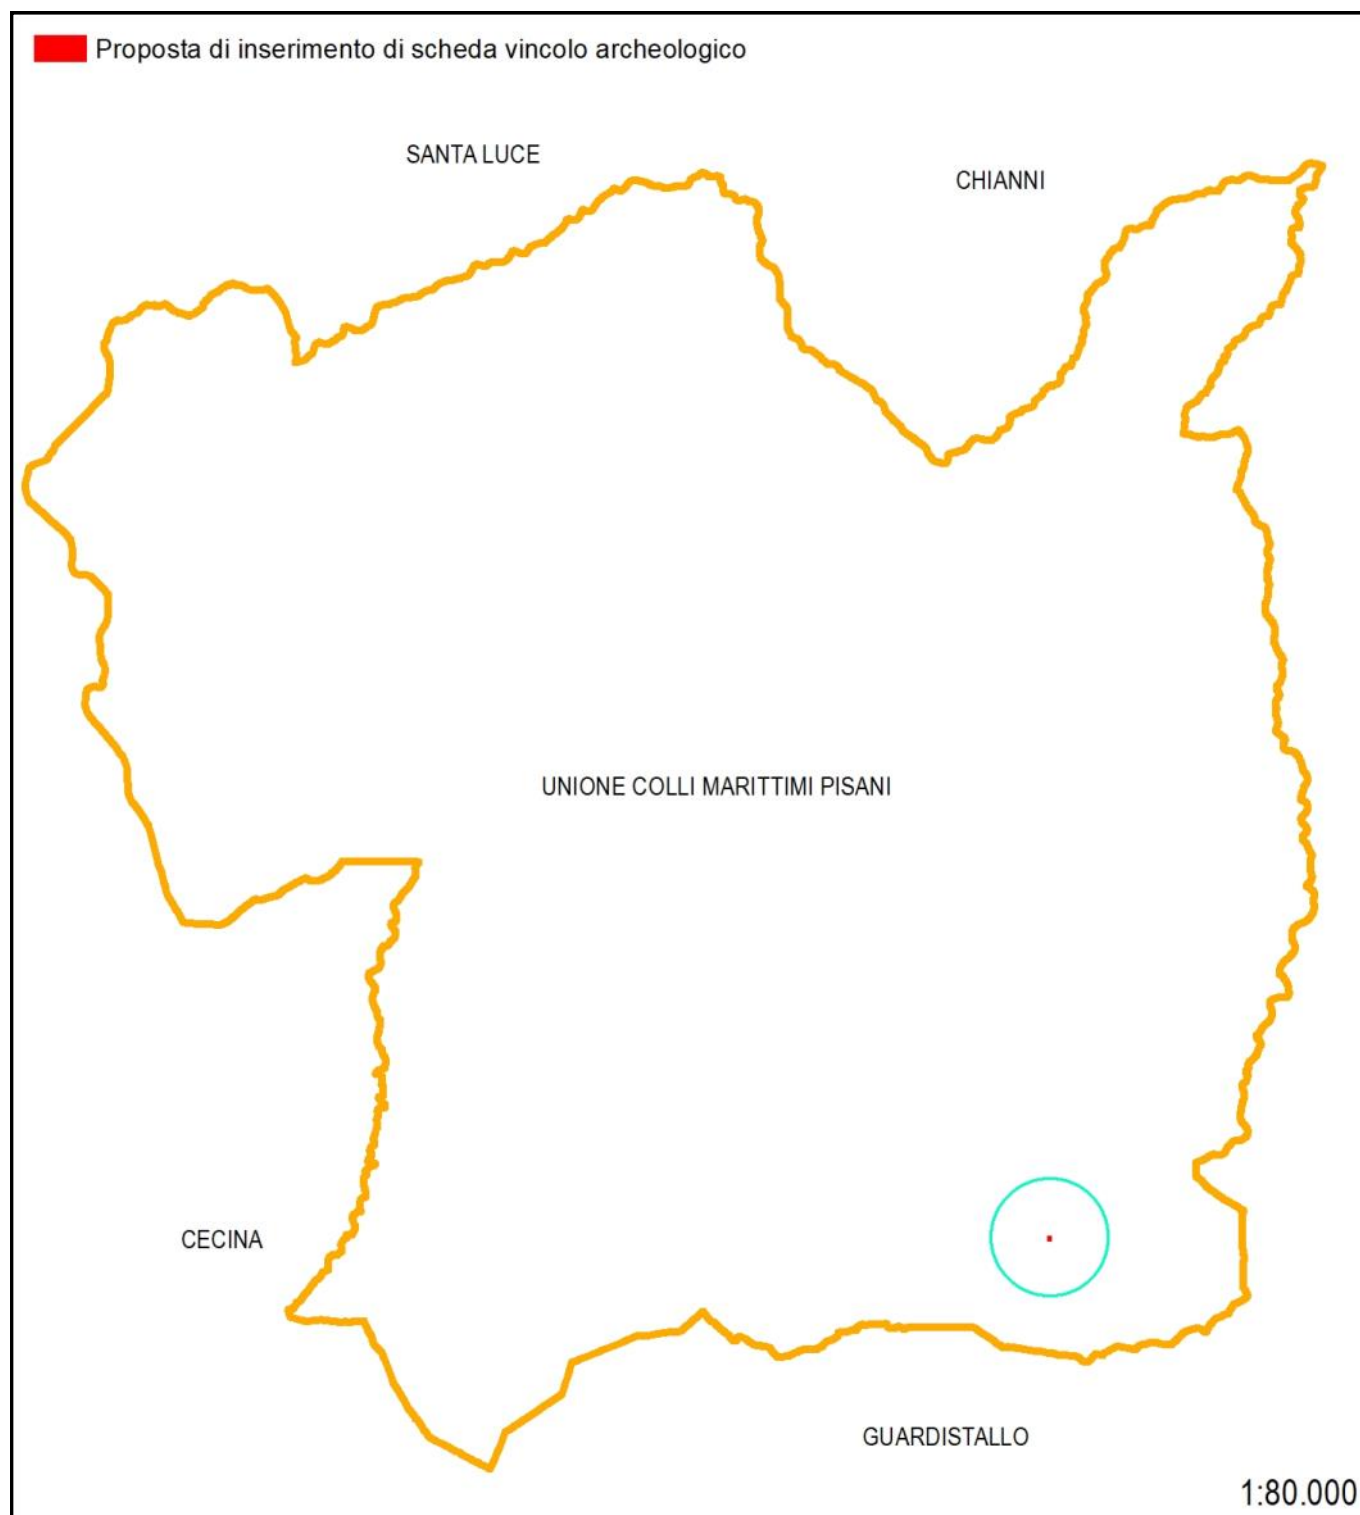 Proposta di inserimento di scheda vincolo archeologico
SANTA LUCE
CHIANNI
UNIONE COLLI MARITTIMI PISANI
CECINA
GUARDISTALLO
1:80.000